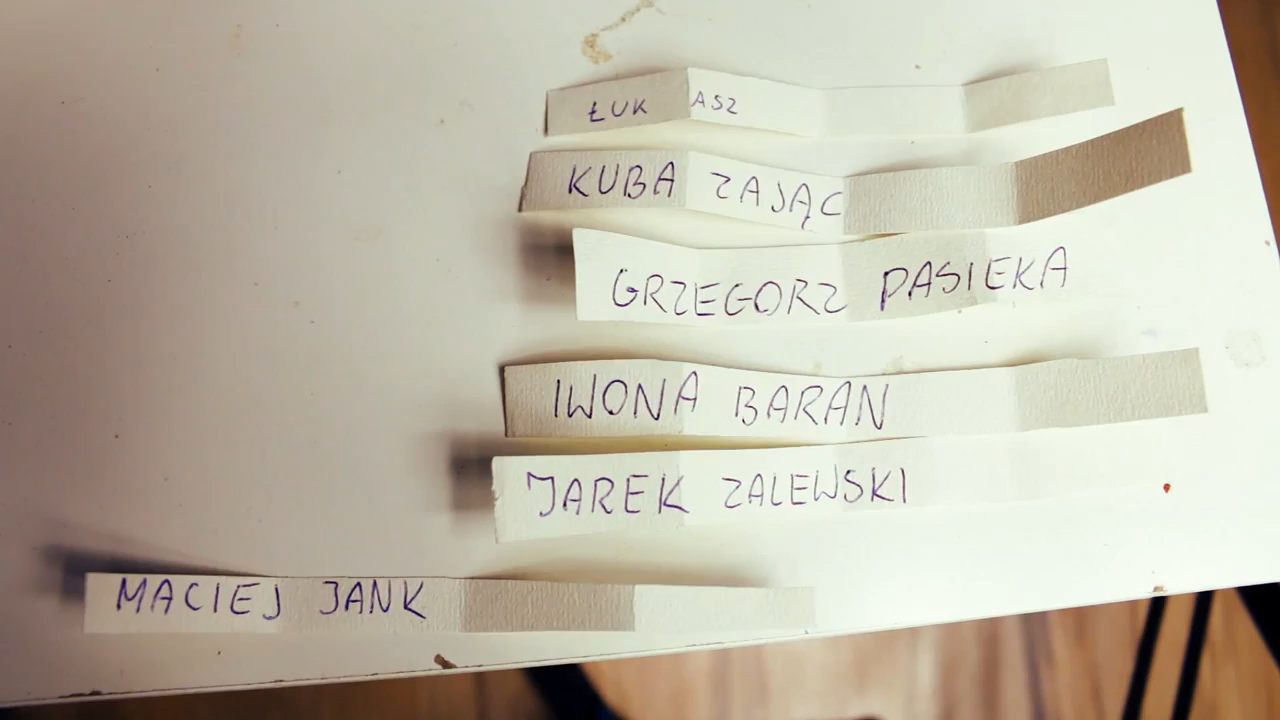 ŁUKASZ
KUBA ZAJĄC
GRZEGORZ PASIEKA
IWONA BARAN
JAREK ZALEWSKI
MACIEJ JANK